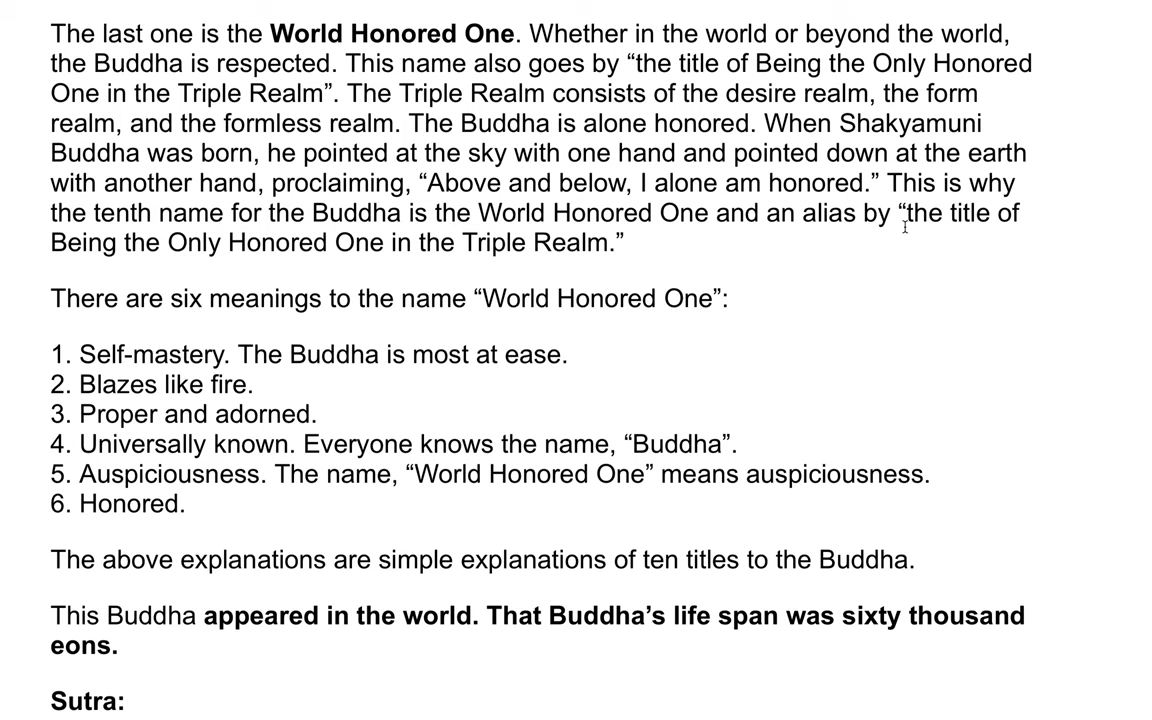 The last one is the World Honored One. Whether in the world or beyond the world,
the Buddha is respected. This name also goes by “the title of Being the Only Honored
One in the Triple Realm”. The Triple Realm consists of the desire realm, the form
realm, and the formless realm. The Buddha is alone honored. When Shakyamuni
Buddha was born, he pointed at the sky with one hand and pointed down at the earth
with another hand, proclaiming, “Above and below, I alone am honored.” This is why
the tenth name for the Buddha is the World Honored One and an alias by “the title of
Being the Only Honored One in the Triple Realm.”
There are six meanings to the name “World Honored One”:
1. Self-mastery. The Buddha is most at ease.
2. Blazes like fire.
3. Proper and adorned.
4. Universally known. Everyone knows the name, “Buddha”.
5. Auspiciousness. The name, “World Honored One” means auspiciousness.
6. Honored.
The above explanations are simple explanations of ten titles to the Buddha.
This Buddha appeared in the world. That Buddha’s life span was sixty thousand
eons.
Sutra: